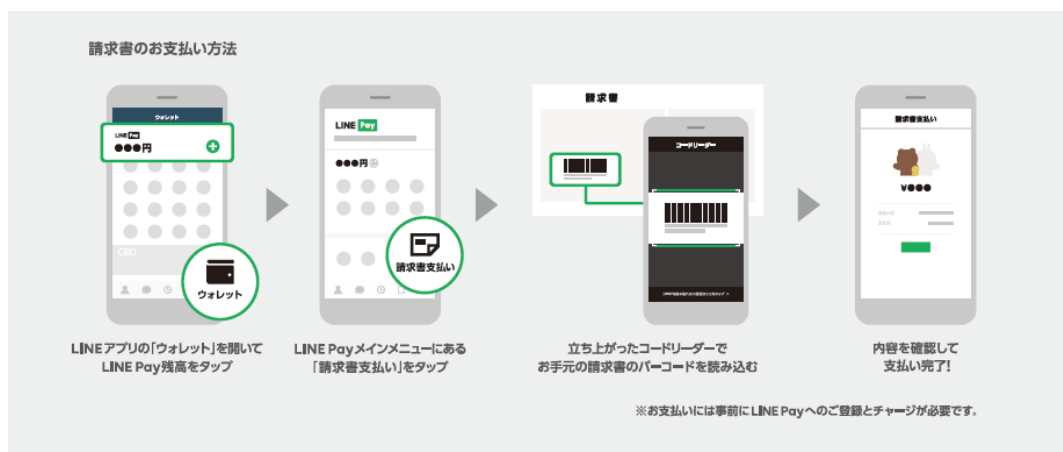 請求書のお支払い方法
ウォレット
LINE Pay
●●●円
ウォレット
LINEアプリの「ウォレット」を開いて
LINE Pay残高をタップ
LINE Pay
●●●円
請求書支払い
LINE Payメインメニューにある
「請求書支払い」をタップ
請求書
コードリーダー
立ち上がったコードリーダーで
お手元の請求書のバーコードを読み込む
請求書支払い
¥●●●
内容を確認して
支払い完了!
※お支払いには事前にLINE Payへのご登録とチャージが必要です。